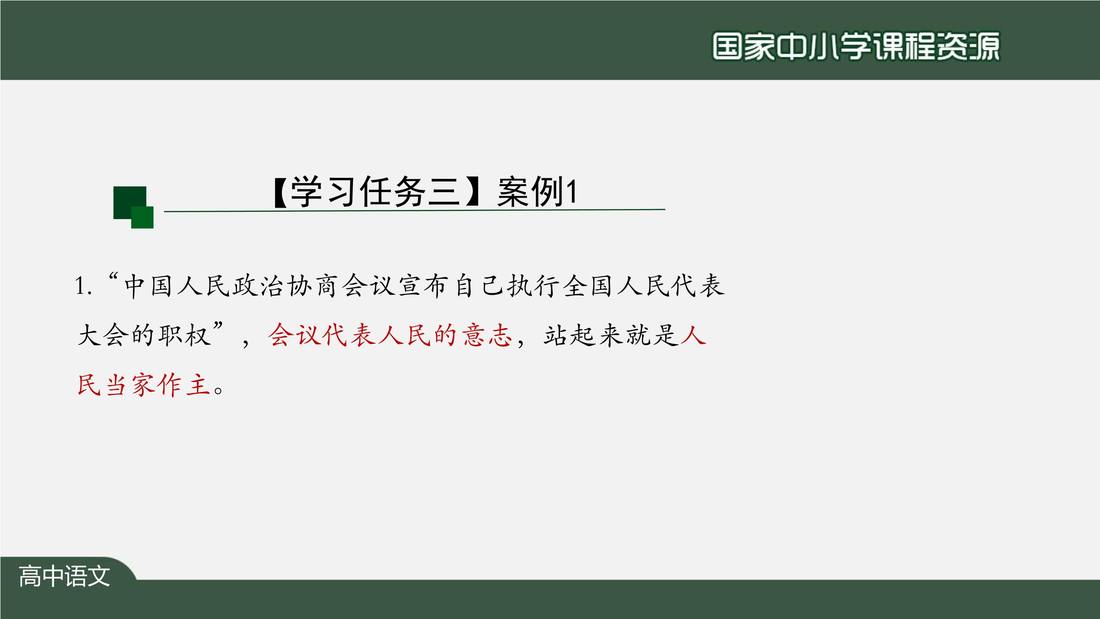 国家中小学课程资源
【学习任务三】案例1
1.“中国人民政治协商会议宣布自己执行全国人民代表
大会的职权”，会议代表人民的意志，站起来就是人
民当家作主。
高中语文